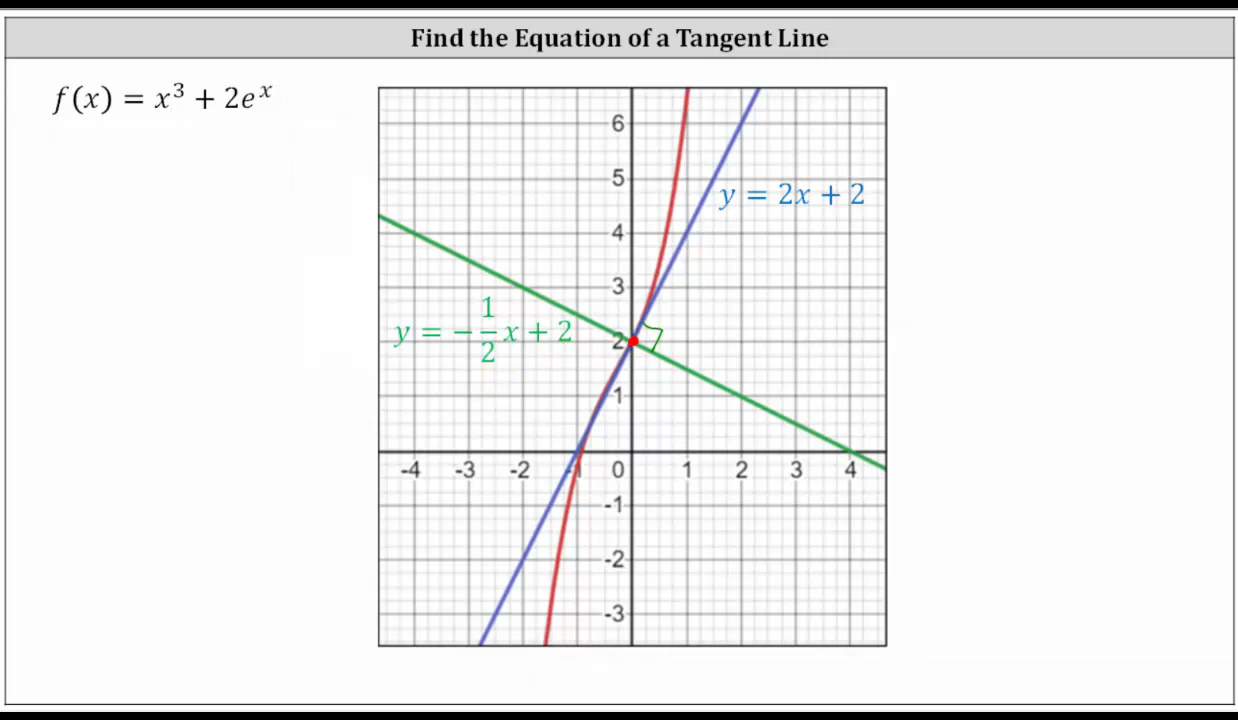 Find the Equation of a Tangent Line
f(x) = x³ + 2eˣ
6
5
y = 2x + 2
4
3
y = −1/2 x + 2
2
1
-4 -3 -2 -1 0 1 2 3 4
-1
-2
-3